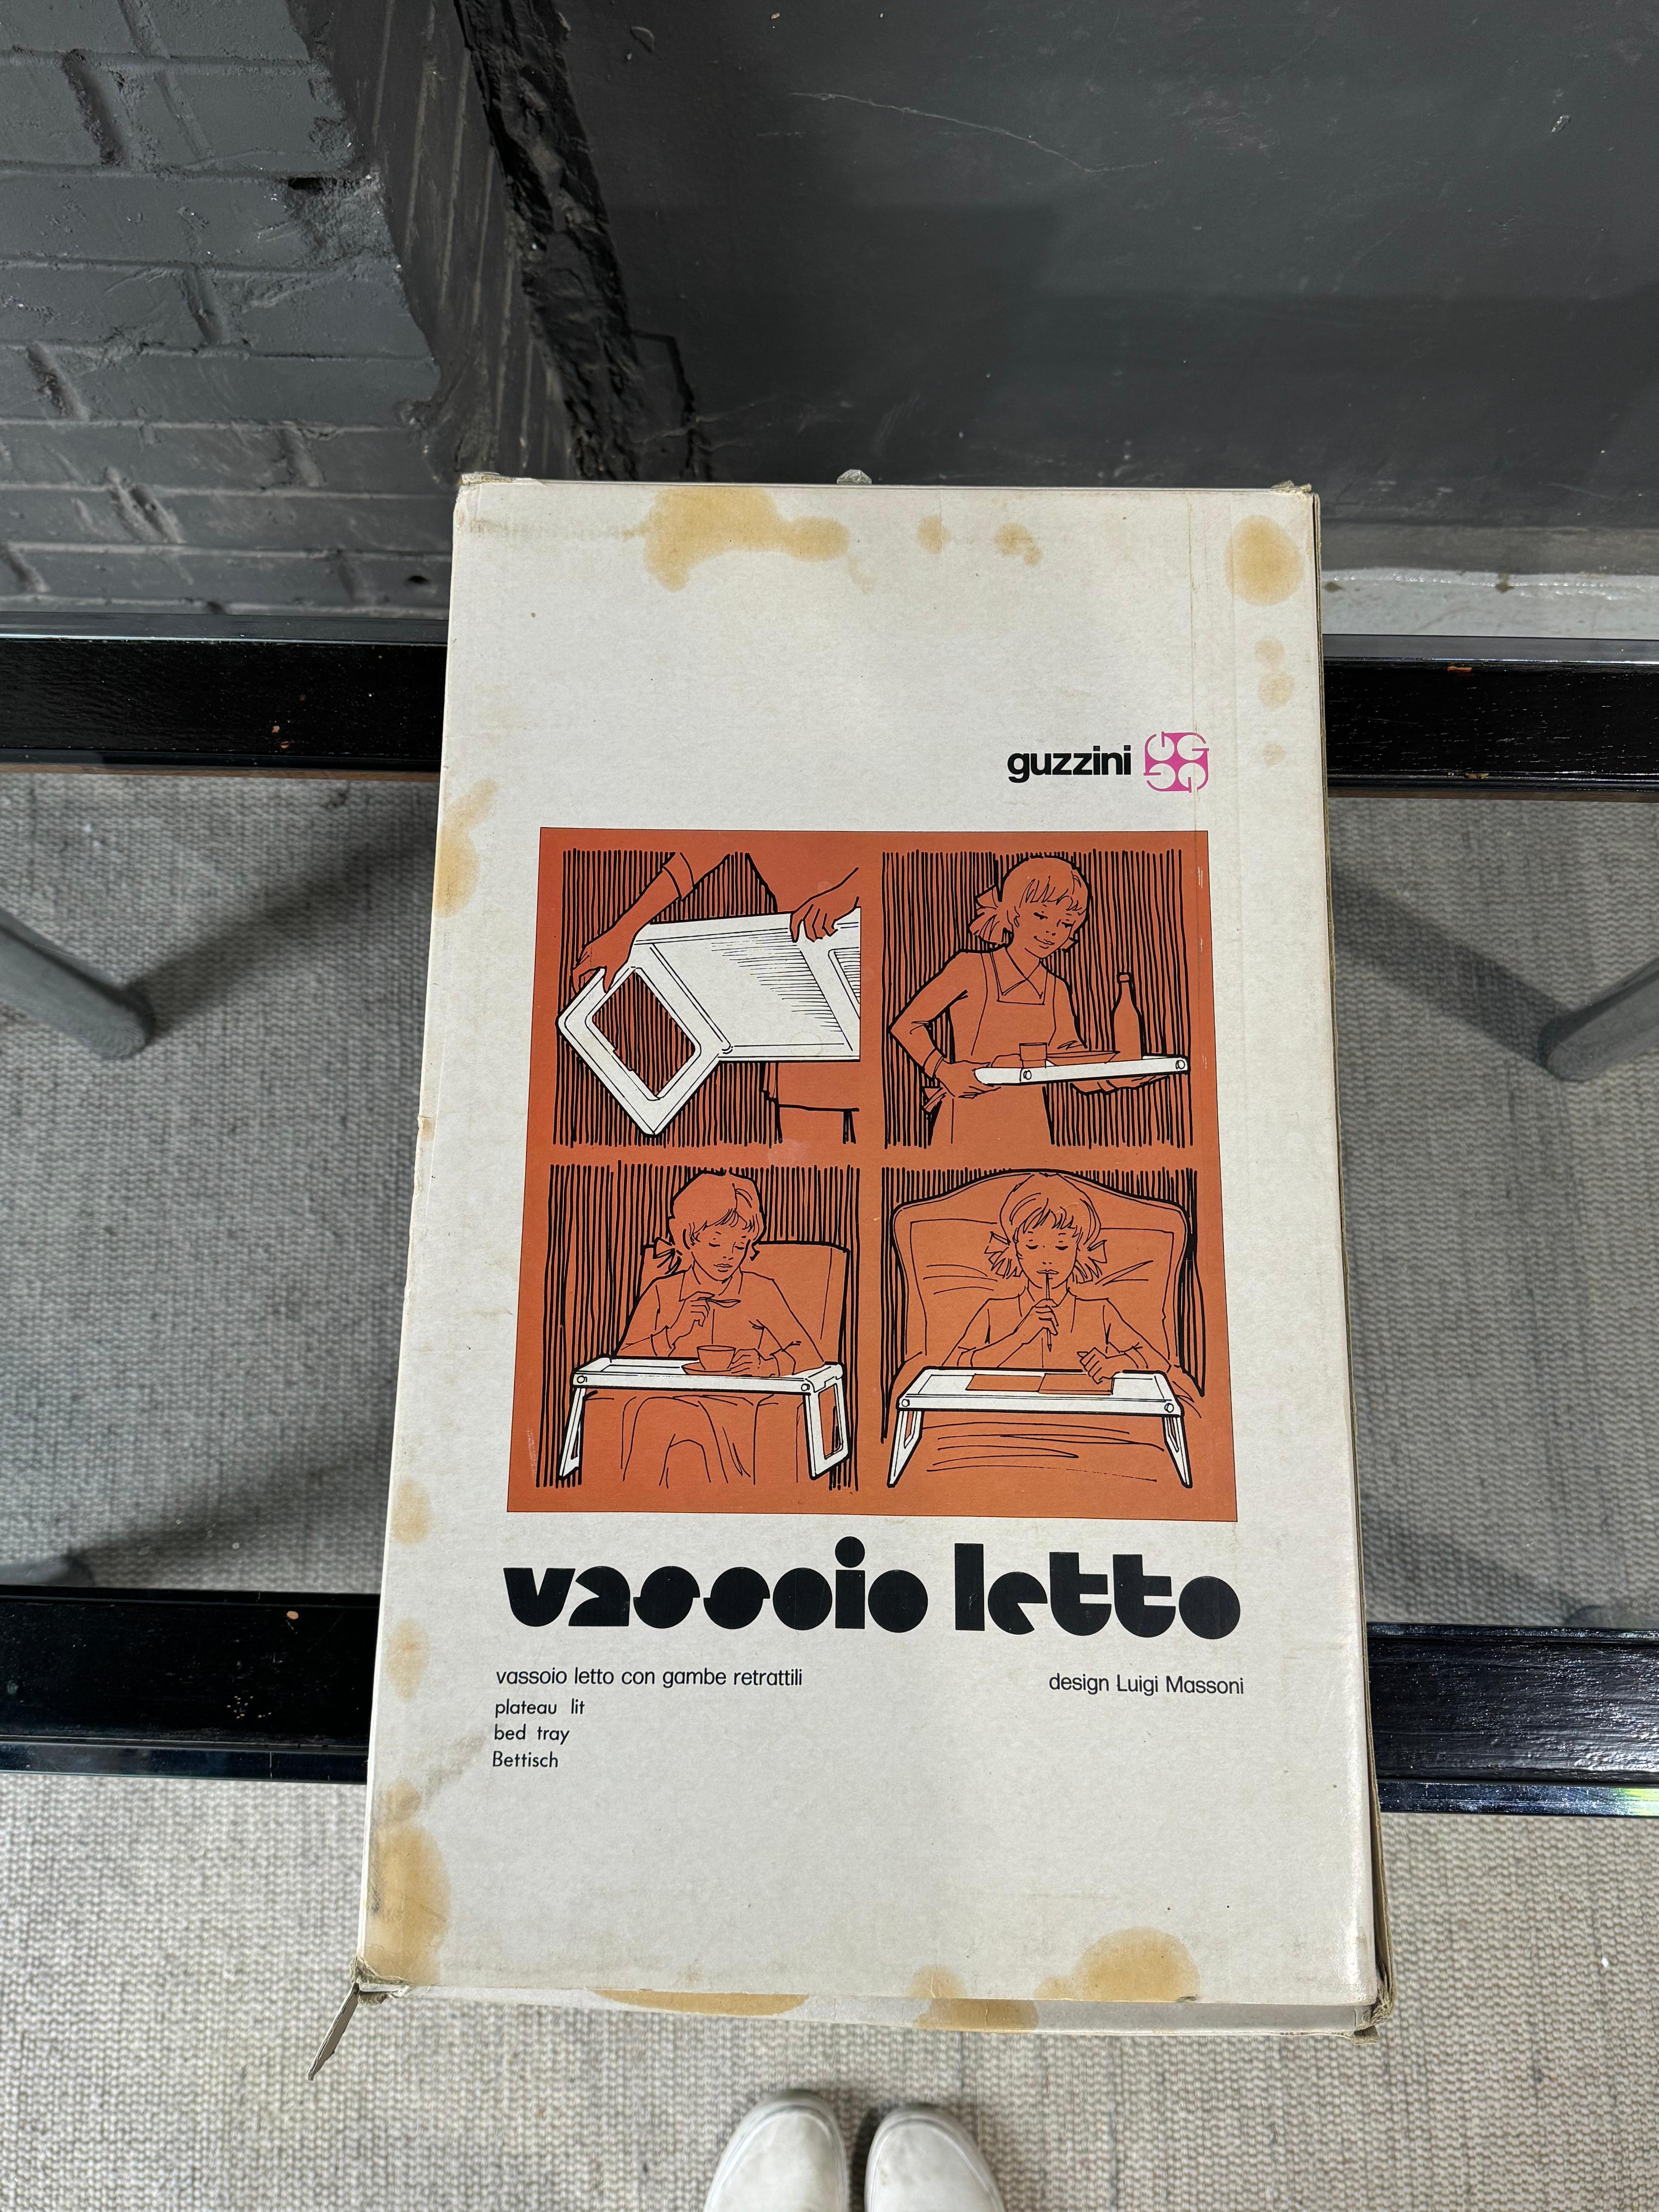 guzzini
vassoio letto
vassoio letto con gambe retrattili
design Luigi Massoni
plateau lit
bed tray
Bettisch